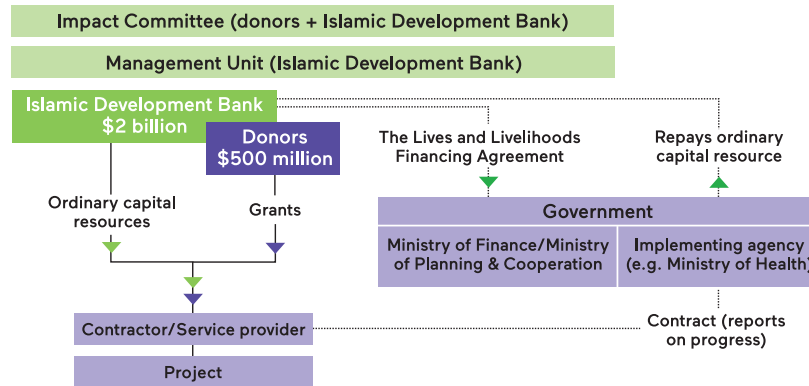 Impact Committee (donors + Islamic Development Bank)
Management Unit (Islamic Development Bank)
Islamic Development Bank
$2 billion
Donors
$500 million
The Lives and Livelihoods
Financing Agreement
Repays ordinary
capital resource
Ordinary capital
resources
Grants
Government
Ministry of Finance/Ministry
of Planning & Cooperation
Implementing agency
(e.g. Ministry of Health)
Contractor/Service provider
Contract (reports
on progress)
Project